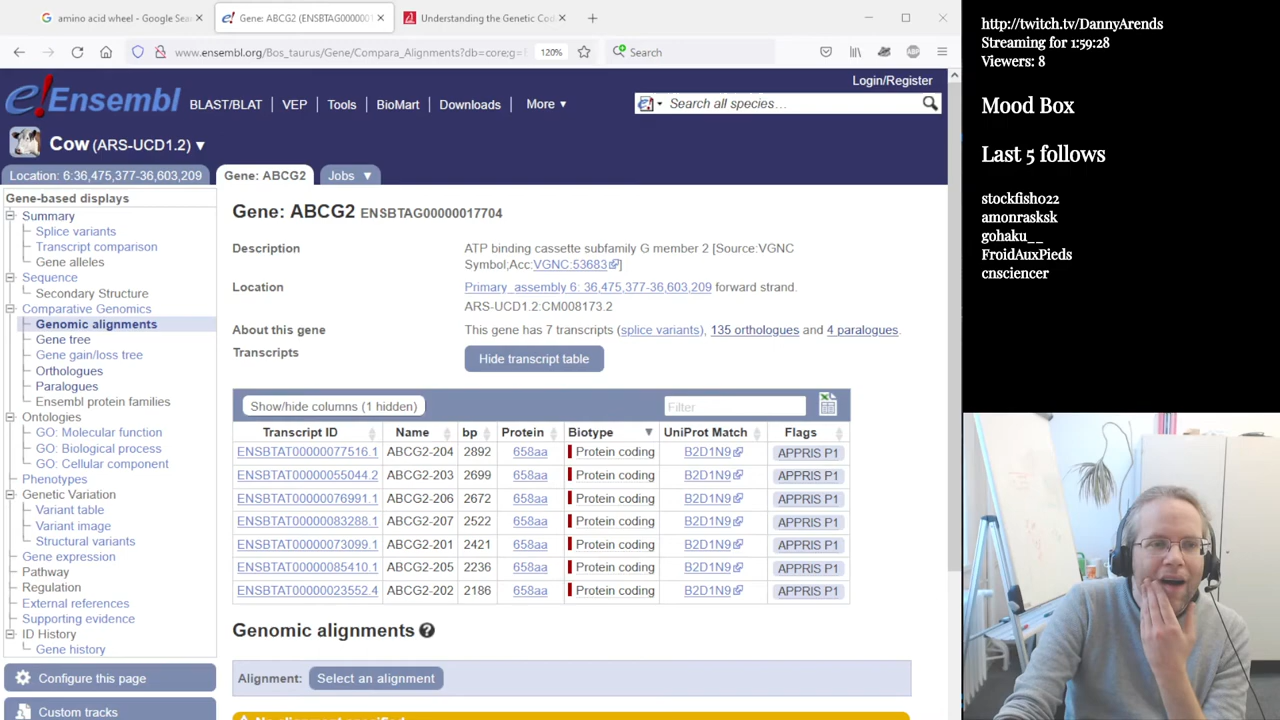 amino acid wheel - Google Sea
Gene: ABCG2 (ENSBTAG00000001
Understanding the Genetic Cod
www.ensembl.org/Bos_taurus/Gene/Compara_Alignments?db=core;g=
120%
Search
e!Ensembl
BLAST/BLAT
VEP
Tools
BioMart
Downloads
More ▼
Login/Register
Search all species...
Cow (ARS-UCD1.2) ▼
Location: 6:36,475,377-36,603,209
Gene: ABCG2
Jobs ▼
Gene-based displays
Summary
Splice variants
Transcript comparison
Gene alleles
Sequence
Secondary Structure
Comparative Genomics
Genomic alignments
Gene tree
Gene gain/loss tree
Orthologues
Paralogues
Ensembl protein families
Ontologies
GO: Molecular function
GO: Biological process
GO: Cellular component
Phenotypes
Genetic Variation
Variant table
Variant image
Structural variants
Gene expression
Pathway
Regulation
External references
Supporting evidence
ID History
Gene history
Configure this page
Custom tracks
Gene: ABCG2 ENSBTAG00000017704
Description
ATP binding cassette subfamily G member 2 [Source:VGNC
Symbol;Acc:VGNC:53683]
Location
Primary_assembly 6: 36,475,377-36,603,209 forward strand.
ARS-UCD1.2:CM008173.2
About this gene
This gene has 7 transcripts (splice variants), 135 orthologues and 4 paralogues.
Transcripts
Hide transcript table
Show/hide columns (1 hidden)
Filter
Transcript ID Name bp Protein Biotype UniProt Match Flags
ENSBTAT00000077516.1 ABCG2-204 2892 658aa Protein coding B2D1N9 APPRIS P1
ENSBTAT00000055044.2 ABCG2-203 2699 658aa Protein coding B2D1N9 APPRIS P1
ENSBTAT00000076991.1 ABCG2-206 2672 658aa Protein coding B2D1N9 APPRIS P1
ENSBTAT00000083288.1 ABCG2-207 2522 658aa Protein coding B2D1N9 APPRIS P1
ENSBTAT00000073099.1 ABCG2-201 2421 658aa Protein coding B2D1N9 APPRIS P1
ENSBTAT00000085410.1 ABCG2-205 2236 658aa Protein coding B2D1N9 APPRIS P1
ENSBTAT00000023552.4 ABCG2-202 2186 658aa Protein coding B2D1N9 APPRIS P1
Genomic alignments
Alignment:
Select an alignment
No alignment specified
http://twitch.tv/DannyArends
Streaming for 1:59:28
Viewers: 8
Mood Box
Last 5 follows
stockfish022
amonrasksk
gohaku__
FroidAuxPieds
cnsciencer